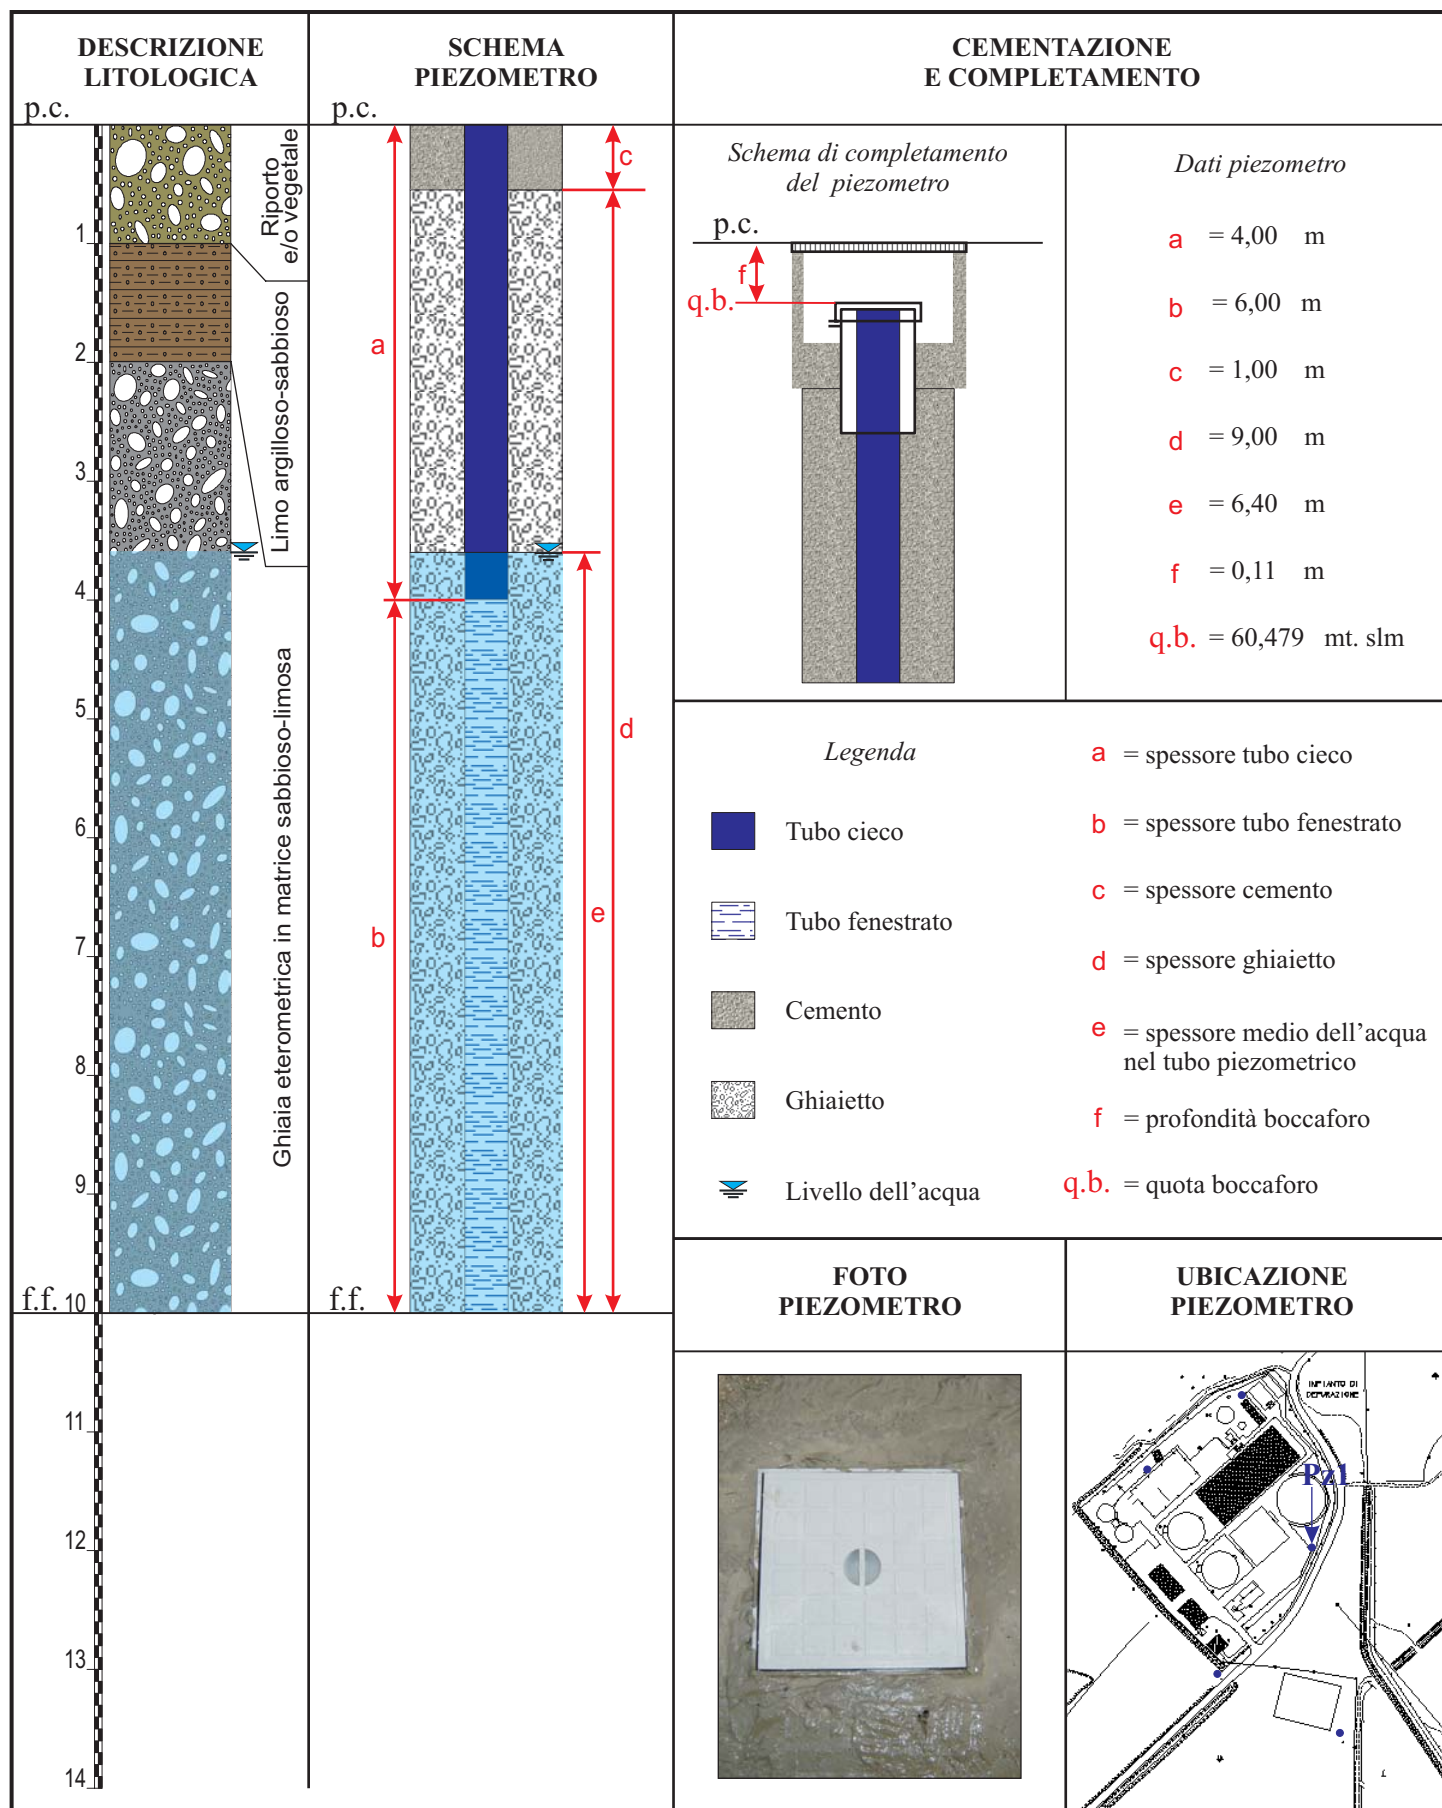 DESCRIZIONE
LITOLOGICA
SCHEMA
PIEZOMETRO
CEMENTAZIONE
E COMPLETAMENTO
p.c.
p.c.
Riporto
e/o vegetale
Limo argilloso-sabbioso
Ghiaia eterometrica in matrice sabbioso-limosa
1
2
3
4
5
6
7
8
9
f.f. 10
11
12
13
14
a
b
c
d
e
f.f.
Schema di completamento
del piezometro
p.c.
f
q.b.
Dati piezometro
a = 4,00 m
b = 6,00 m
c = 1,00 m
d = 9,00 m
e = 6,40 m
f = 0,11 m
q.b. = 60,479 mt. slm
Legenda
Tubo cieco
Tubo fenestrato
Cemento
Ghiaietto
Livello dell'acqua
a = spessore tubo cieco
b = spessore tubo fenestrato
c = spessore cemento
d = spessore ghiaietto
e = spessore medio dell'acqua
nel tubo piezometrico
f = profondità boccaforo
q.b. = quota boccaforo
FOTO
PIEZOMETRO
UBICAZIONE
PIEZOMETRO
IMPIANTO DI
DEPURAZIONE
Pz1